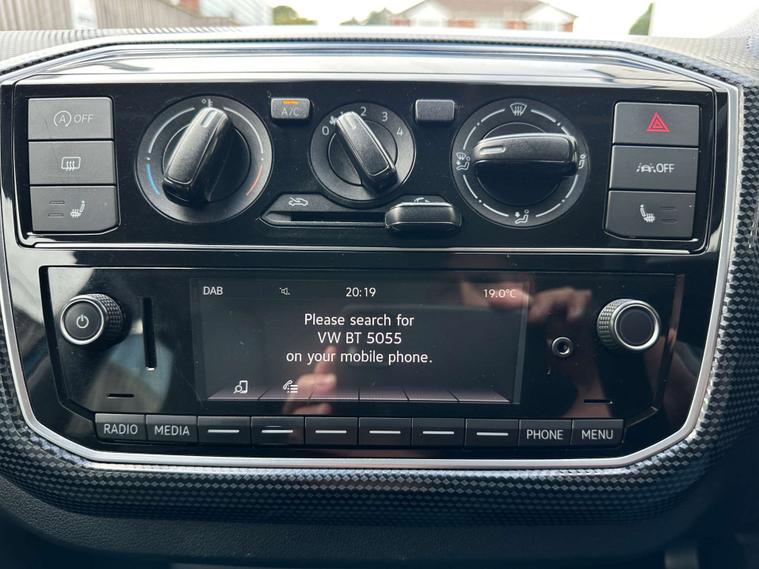 OFF
A/C
0 2 3 4
OFF
DAB 20:19 19.0°C
Please search for
VW BT 5055
on your mobile phone.
RADIO MEDIA PHONE MENU